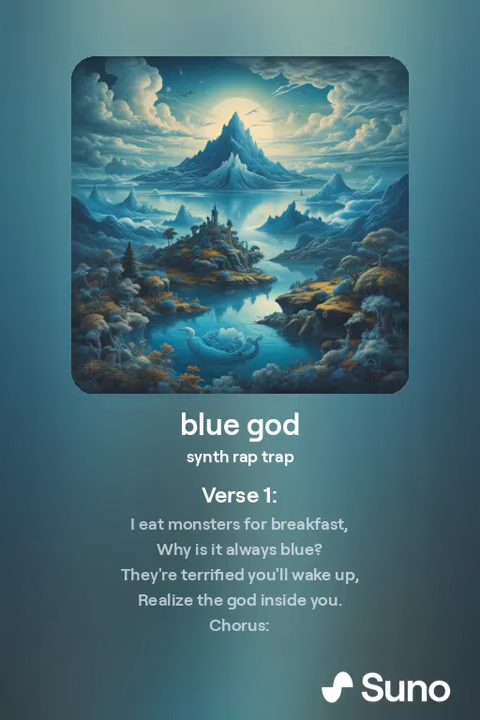 blue god
synth rap trap
Verse 1:
I eat monsters for breakfast,
Why is it always blue?
They're terrified you'll wake up,
Realize the god inside you.
Chorus:
Suno